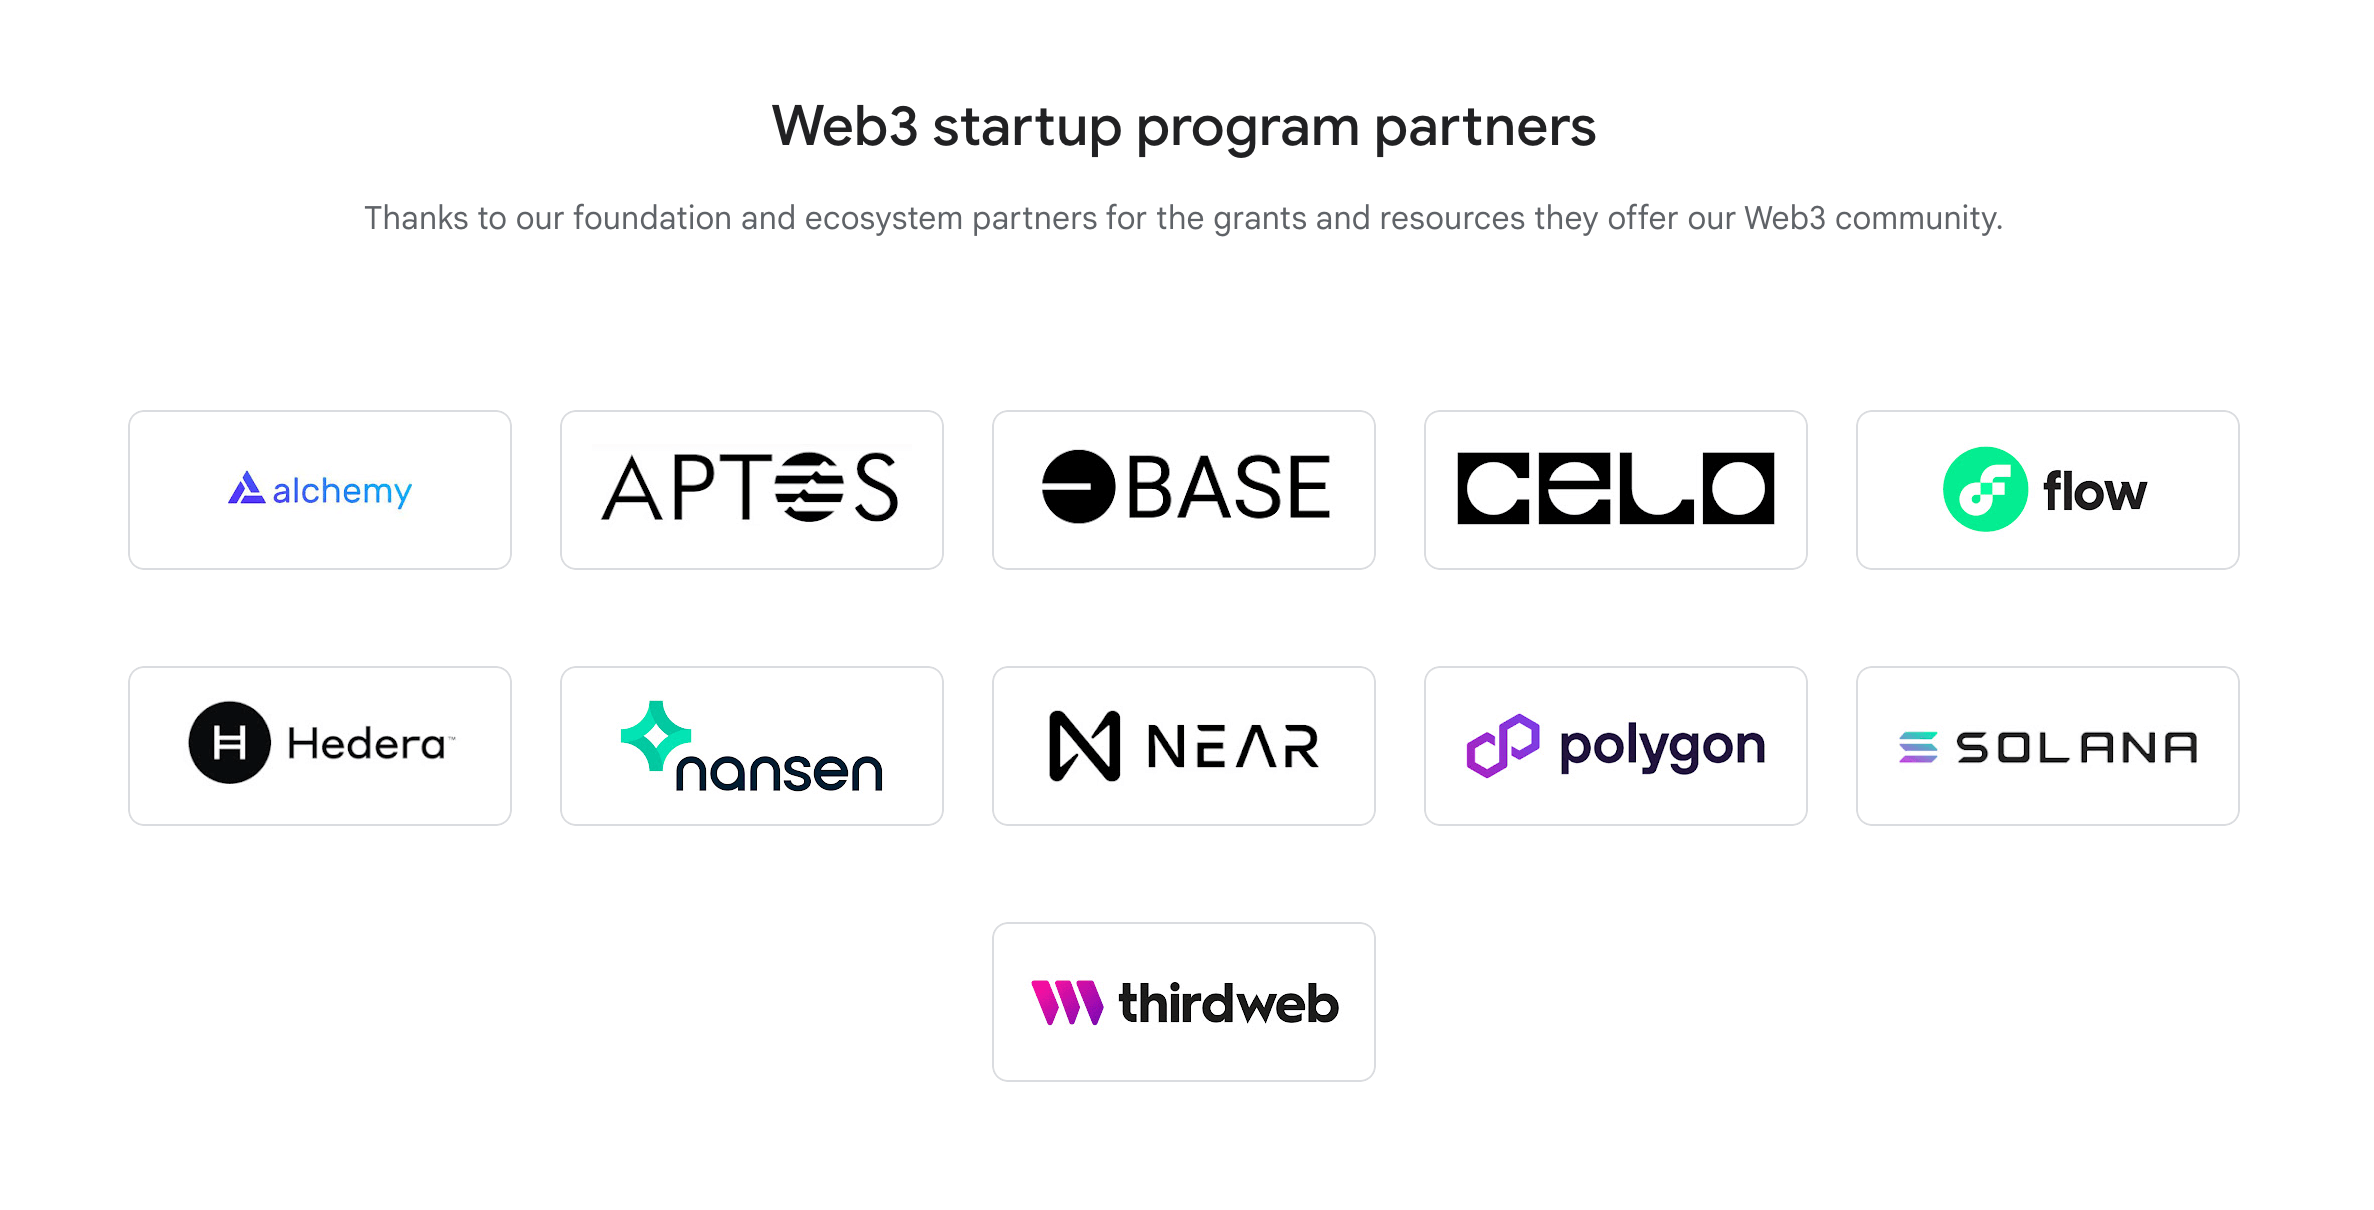 Web3 startup program partners
Thanks to our foundation and ecosystem partners for the grants and resources they offer our Web3 community.
alchemy
APTOS
BASE
CELO
flow
Hedera™
nansen
NEAR
polygon
SOLANA
thirdweb